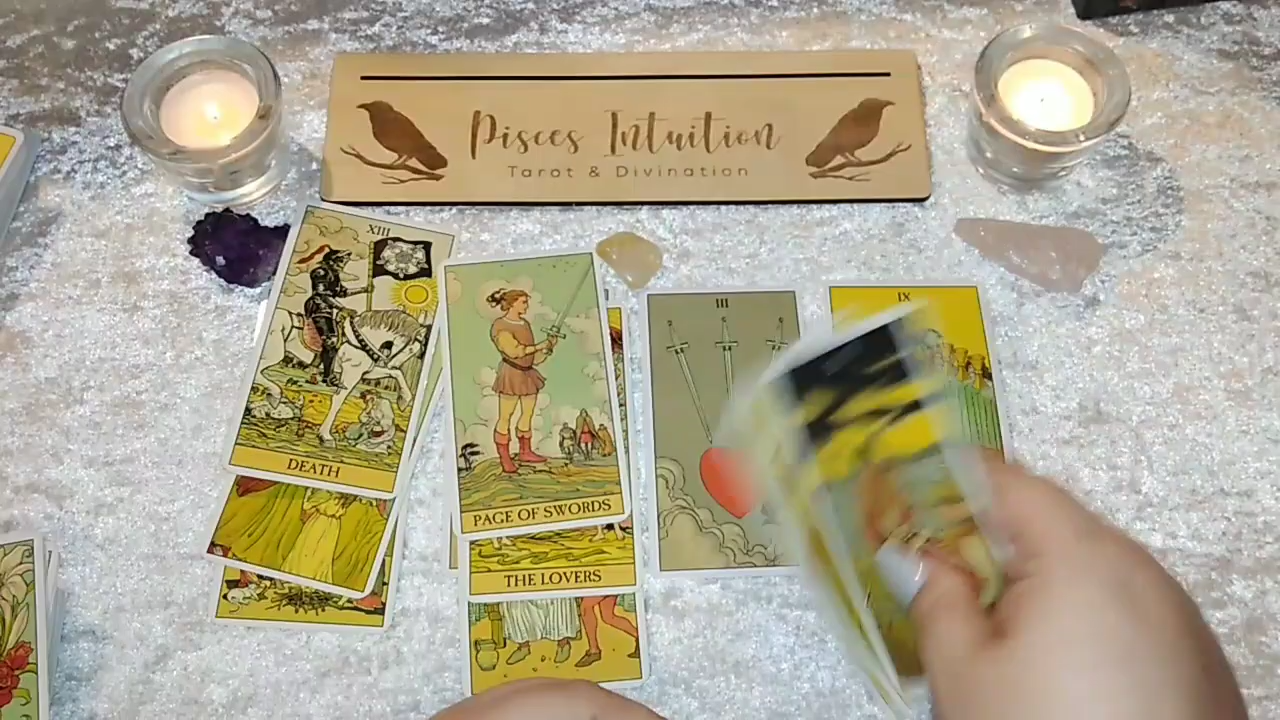 Pisces Intuition
Tarot & Divination
XIII
DEATH
PAGE OF SWORDS
THE LOVERS
III
IX